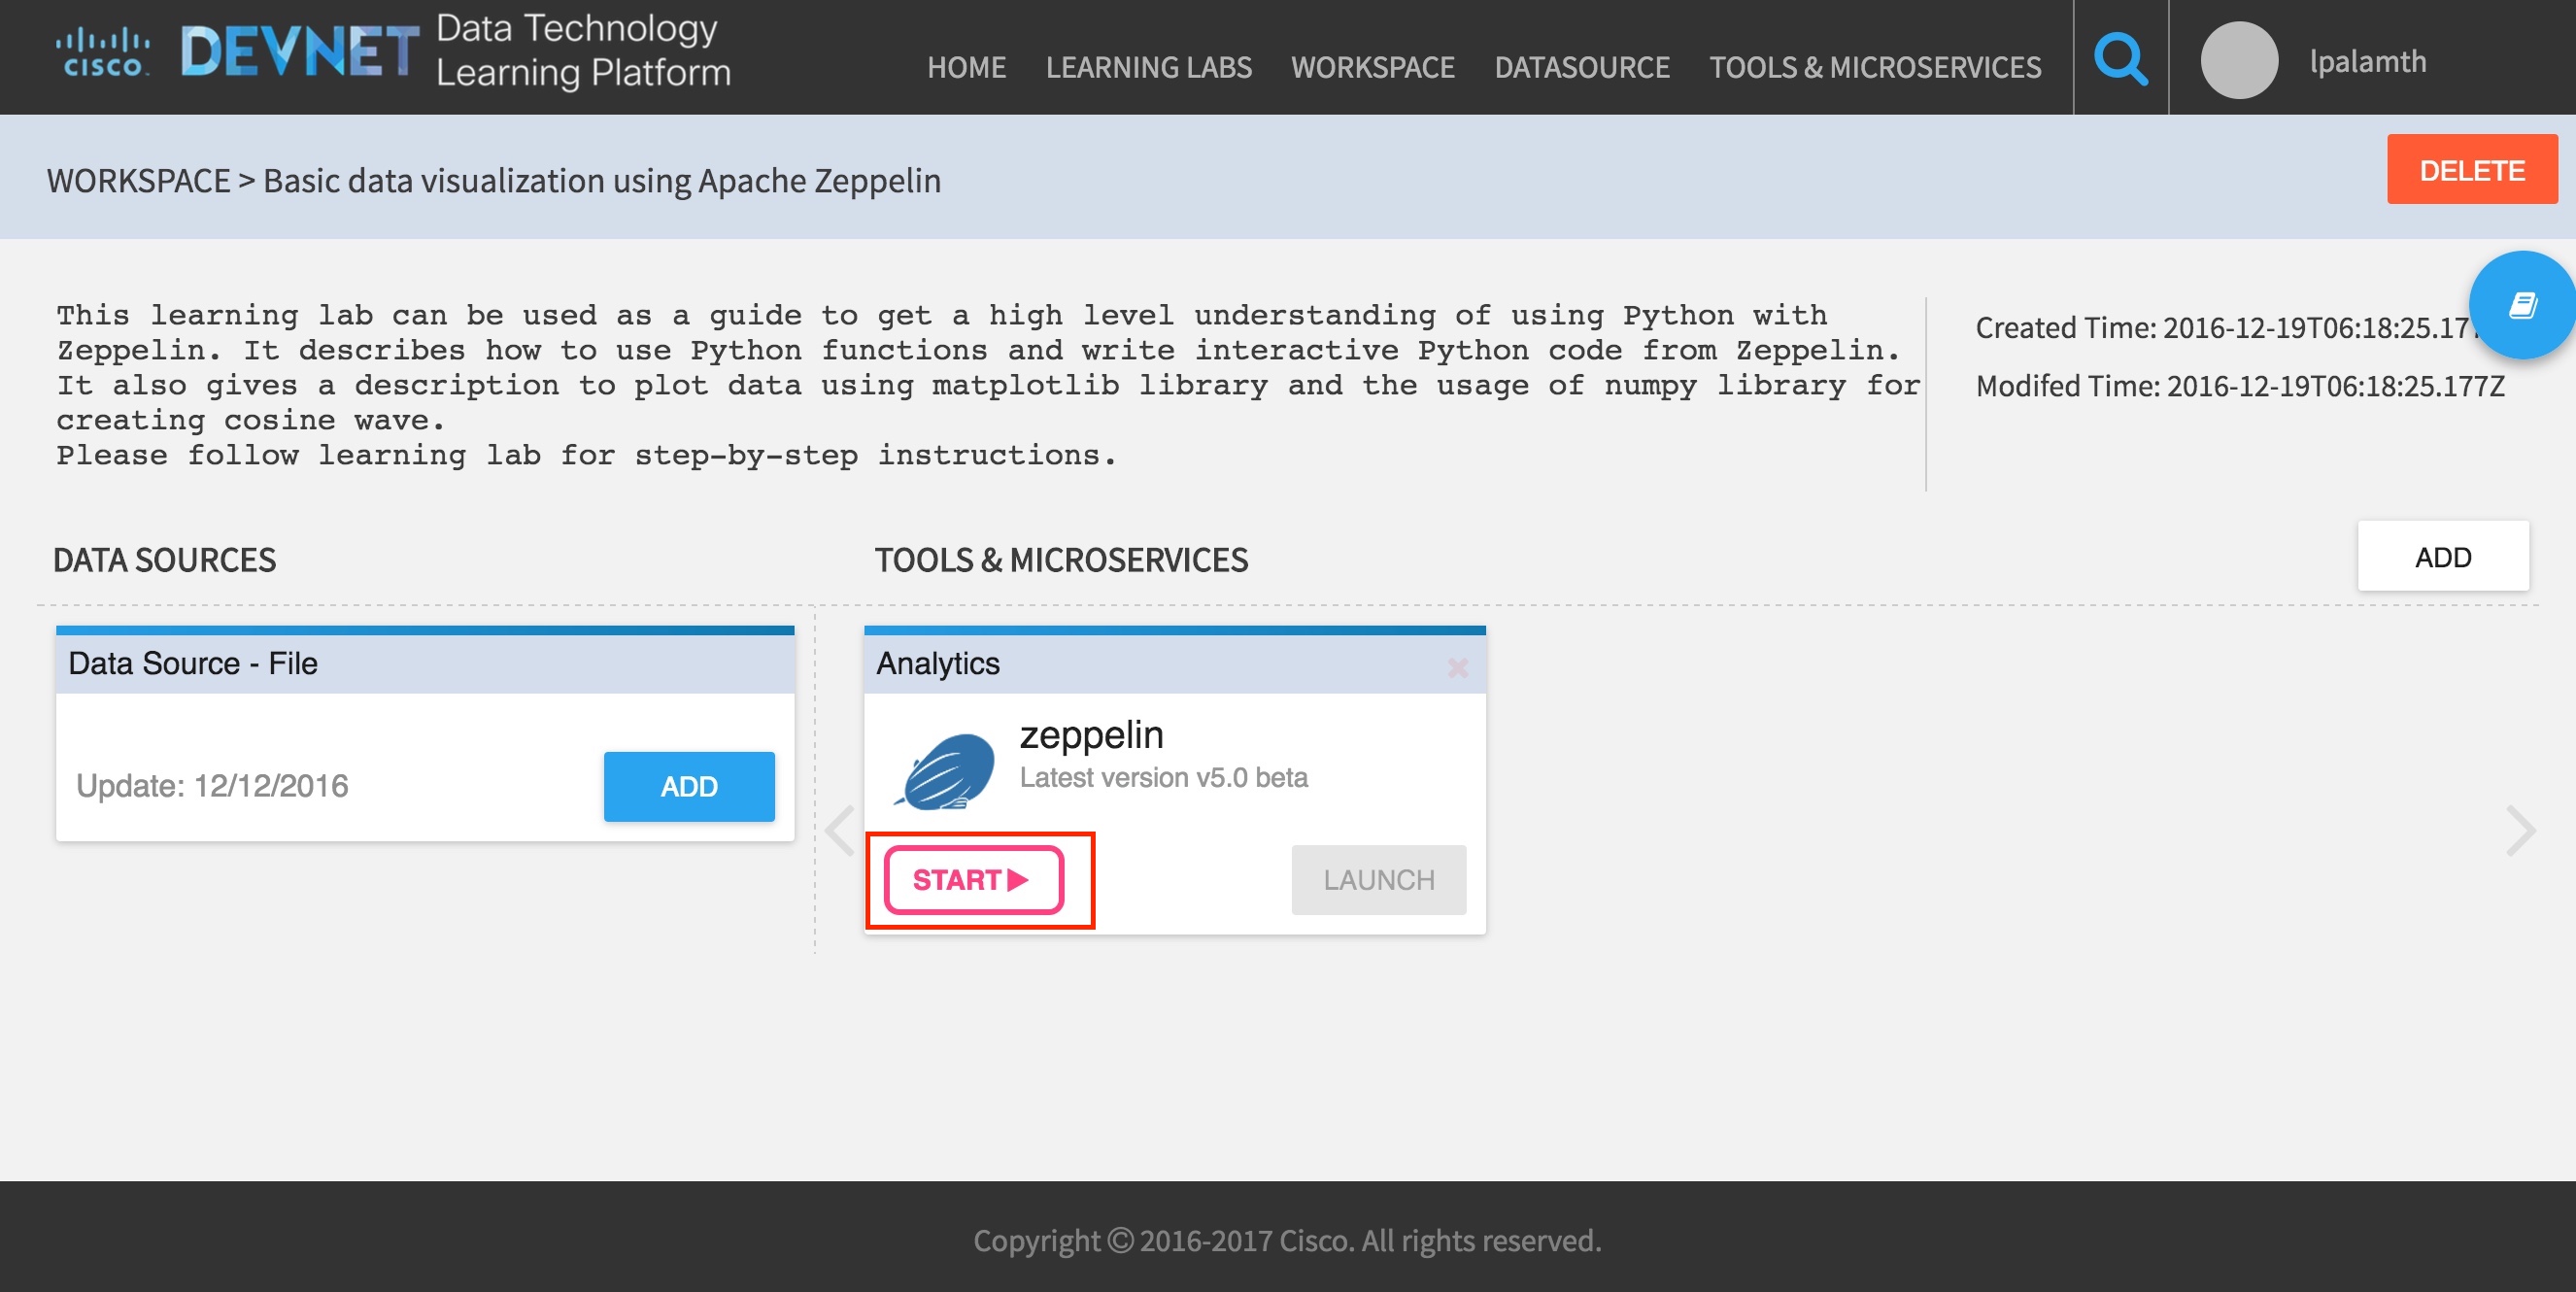 CISCO DEVNET Data Technology
Learning Platform
HOME LEARNING LABS WORKSPACE DATASOURCE TOOLS & MICROSERVICES lpalamth
WORKSPACE > Basic data visualization using Apache Zeppelin
DELETE
This learning lab can be used as a guide to get a high level understanding of using Python with
Zeppelin. It describes how to use Python functions and write interactive Python code from Zeppelin.
It also gives a description to plot data using matplotlib library and the usage of numpy library for
creating cosine wave.
Please follow learning lab for step-by-step instructions.
Created Time: 2016-12-19T06:18:25.17
Modifed Time: 2016-12-19T06:18:25.177Z
DATA SOURCES
TOOLS & MICROSERVICES
ADD
Data Source - File
Update: 12/12/2016
ADD
Analytics
zeppelin
Latest version v5.0 beta
START
LAUNCH
Copyright © 2016-2017 Cisco. All rights reserved.